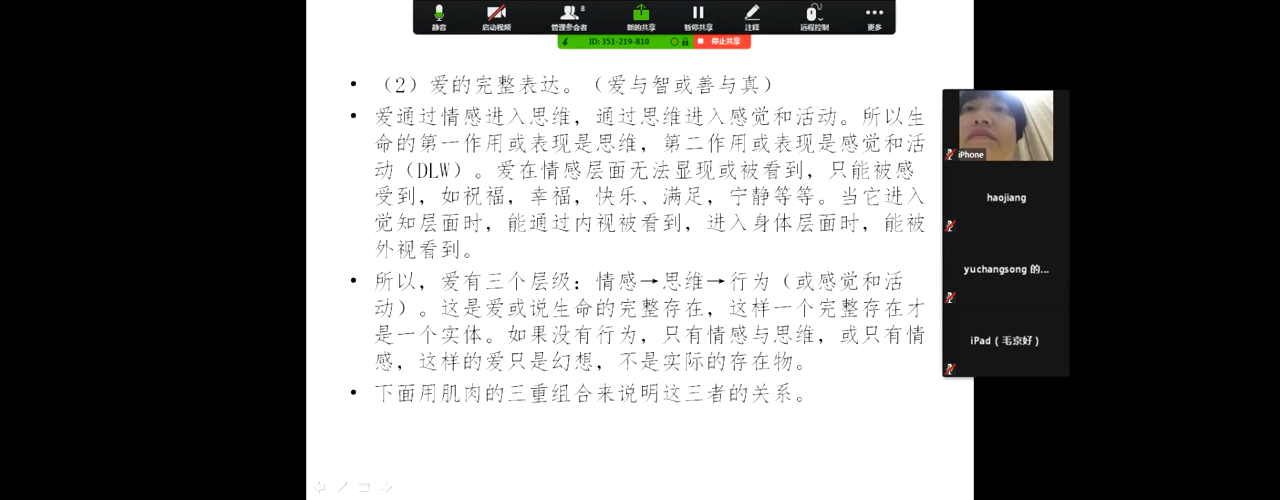 静音 启动视频 管理参会者 8 新的共享 暂停共享 注释 远程控制 更多
ID: 351-219-810 停止共享
• （2）爱的完整表达。（爱与智或善与真）
• 爱通过情感进入思维，通过思维进入感觉和活动。所以生
命的第一作用或表现是思维，第二作用或表现是感觉和活
动（DLW）。爱在情感层面无法显现或被看到，只能被感
受到，如祝福，幸福，快乐、满足，宁静等等。当它进入
觉知层面时，能通过内视被看到，进入身体层面时，能被
外视看到。
• 所以，爱有三个层级：情感→思维→行为（或感觉和活
动）。这是爱或说生命的完整存在，这样一个完整存在才
是一个实体。如果没有行为，只有情感与思维，或只有情
感，这样的爱只是幻想，不是实际的存在物。
• 下面用肌肉的三重组合来说明这三者的关系。
iPhone
haojiang
yuchangsong 的...
iPad（毛京好）